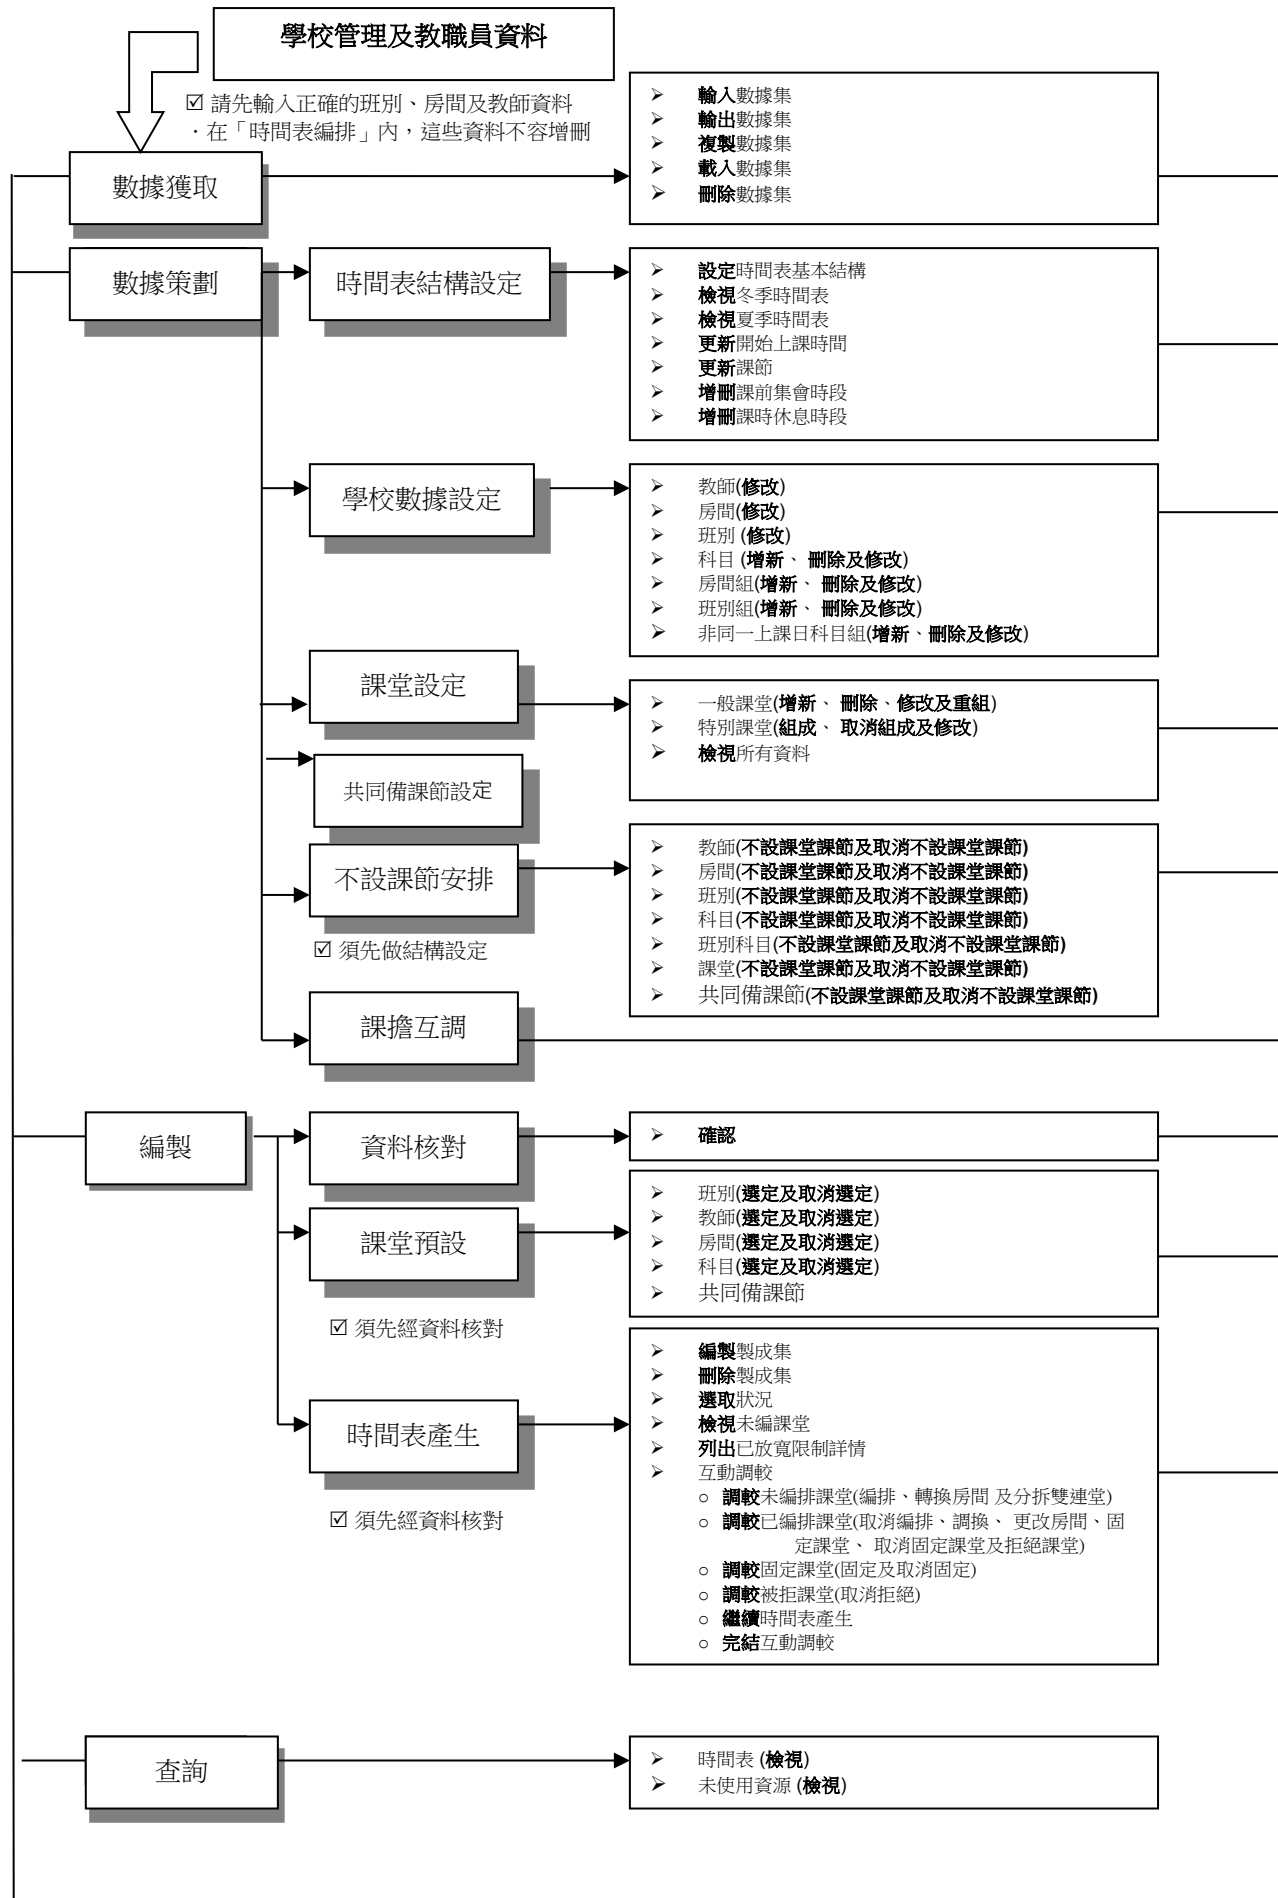 學校管理及教職員資料
☑ 請先輸入正確的班別、房間及教師資料
．在「時間表編排」內，這些資料不容增刪
數據獲取
➢ 輸入數據集
➢ 輸出數據集
➢ 複製數據集
➢ 載入數據集
➢ 刪除數據集
數據策劃
時間表結構設定
➢ 設定時間表基本結構
➢ 檢視冬季時間表
➢ 檢視夏季時間表
➢ 更新開始上課時間
➢ 更新課節
➢ 增刪課前集會時段
➢ 增刪課時休息時段
學校數據設定
➢ 教師(修改)
➢ 房間(修改)
➢ 班別 (修改)
➢ 科目 (增新、 刪除及修改)
➢ 房間組(增新、 刪除及修改)
➢ 班別組(增新、 刪除及修改)
➢ 非同一上課日科目組(增新、刪除及修改)
課堂設定
➢ 一般課堂(增新、 刪除、修改及重組)
➢ 特別課堂(組成、 取消組成及修改)
➢ 檢視所有資料
共同備課節設定
不設課節安排
☑ 須先做結構設定
➢ 教師(不設課堂課節及取消不設課堂課節)
➢ 房間(不設課堂課節及取消不設課堂課節)
➢ 班別(不設課堂課節及取消不設課堂課節)
➢ 科目(不設課堂課節及取消不設課堂課節)
➢ 班別科目(不設課堂課節及取消不設課堂課節)
➢ 課堂(不設課堂課節及取消不設課堂課節)
➢ 共同備課節(不設課堂課節及取消不設課堂課節)
課擔互調
編製
資料核對
➢ 確認
課堂預設
☑ 須先經資料核對
➢ 班別(選定及取消選定)
➢ 教師(選定及取消選定)
➢ 房間(選定及取消選定)
➢ 科目(選定及取消選定)
➢ 共同備課節
時間表產生
☑ 須先經資料核對
➢ 編製製成集
➢ 刪除製成集
➢ 選取狀況
➢ 檢視未編課堂
➢ 列出已放寬限制詳情
➢ 互動調較
○ 調較未編排課堂(編排、轉換房間 及分拆雙連堂)
○ 調較已編排課堂(取消編排、調換、 更改房間、固
定課堂、 取消固定課堂及拒絕課堂)
○ 調較固定課堂(固定及取消固定)
○ 調較被拒課堂(取消拒絕)
○ 繼續時間表產生
○ 完結互動調較
查詢
➢ 時間表 (檢視)
➢ 未使用資源 (檢視)